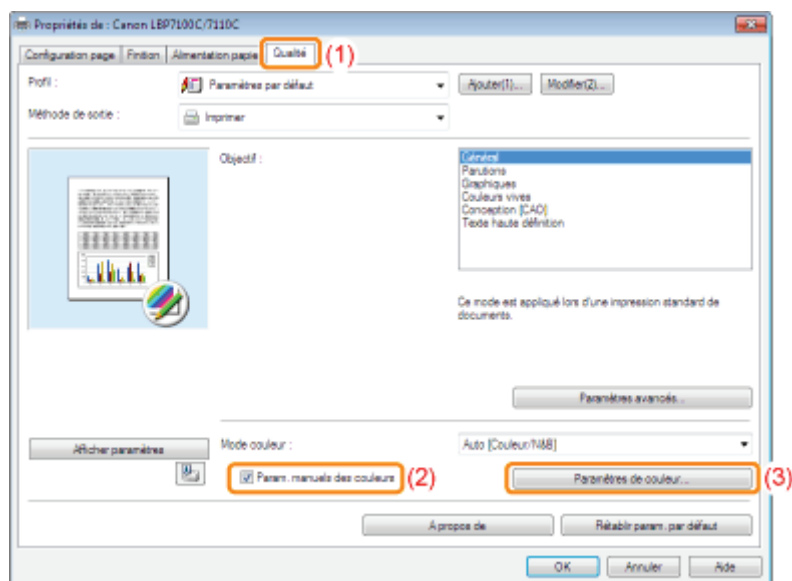 Propriétés de : Canon LBP7100C/7110C
Configuration page Finition Alimentation papier Qualité (1)
Profil : Paramètres par défaut Ajouter(1)... Modifier(2)...
Méthode de sortie : Imprimer
Objectif :
Général
Parutions
Graphiques
Couleurs vives
Conception [CAO]
Texte haute définition
Ce mode est appliqué lors d'une impression standard de
documents.
Paramètres avancés...
Afficher paramètres Mode couleur : Auto [Couleur/N&B]
Param. manuels des couleurs (2) Paramètres de couleur... (3)
A propos de Rétablir param. par défaut
OK Annuler Aide